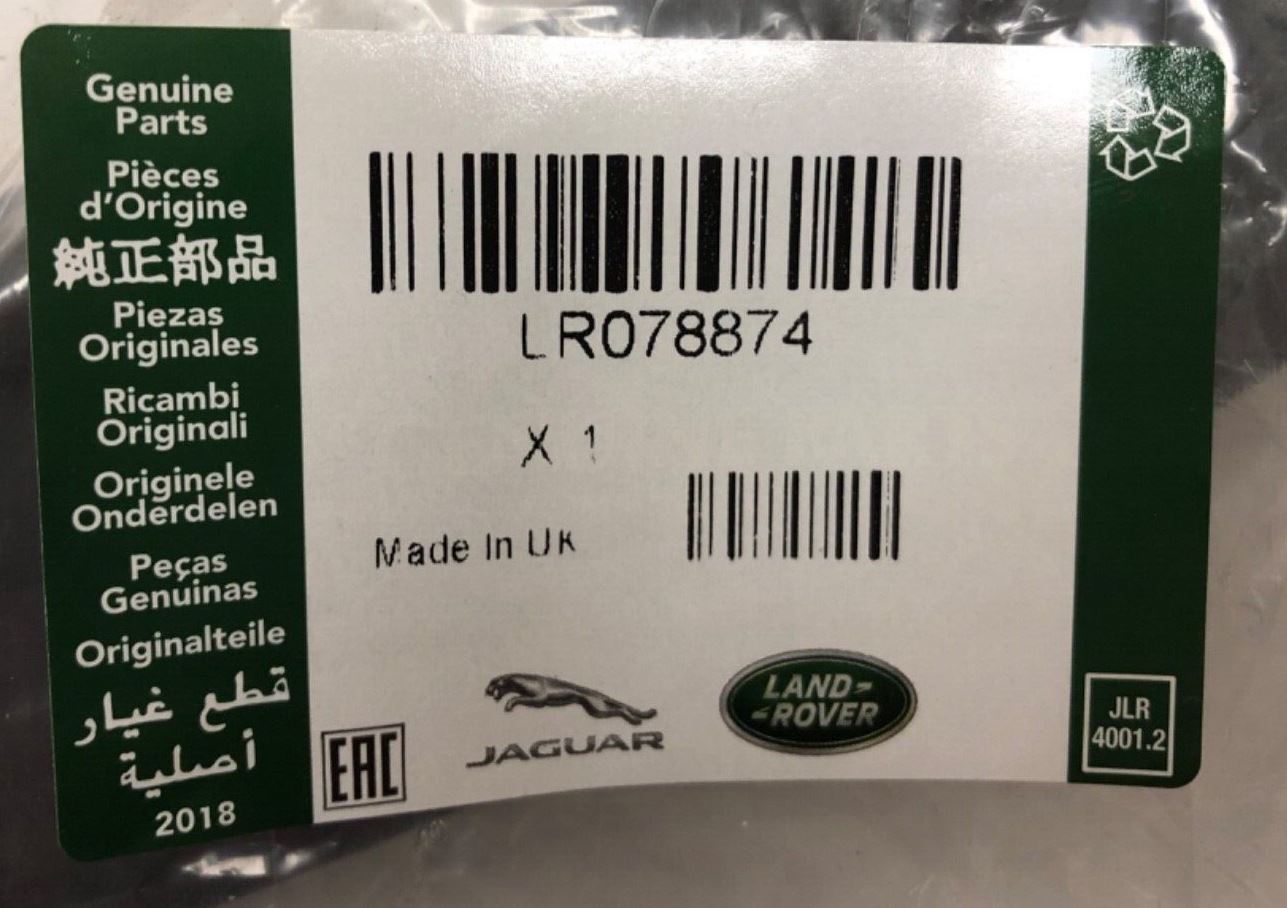 Genuine
Parts
Pièces
d'Origine
純正部品
Piezas
Originales
Ricambi
Originali
Originele
Onderdelen
Peças
Genuinas
Originalteile
قطع غيار
أصلية
2018
LR078874
X 1
Made In UK
EAC
JAGUAR
LAND-
-ROVER
JLR
4001.2